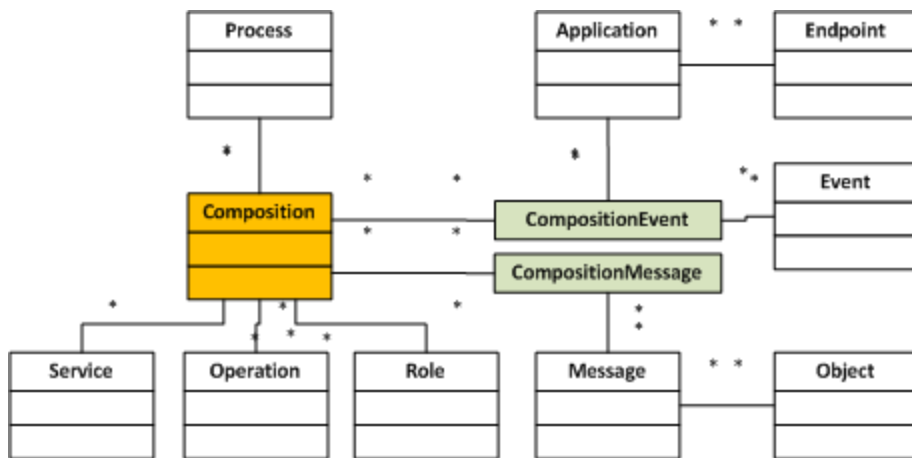 Process
Application
* *
Endpoint
*
*
* *
* *
Event
Composition
CompositionEvent
* *
CompositionMessage
*
*
*
*
*
* * *
Service
Operation
Role
Message
* *
Object